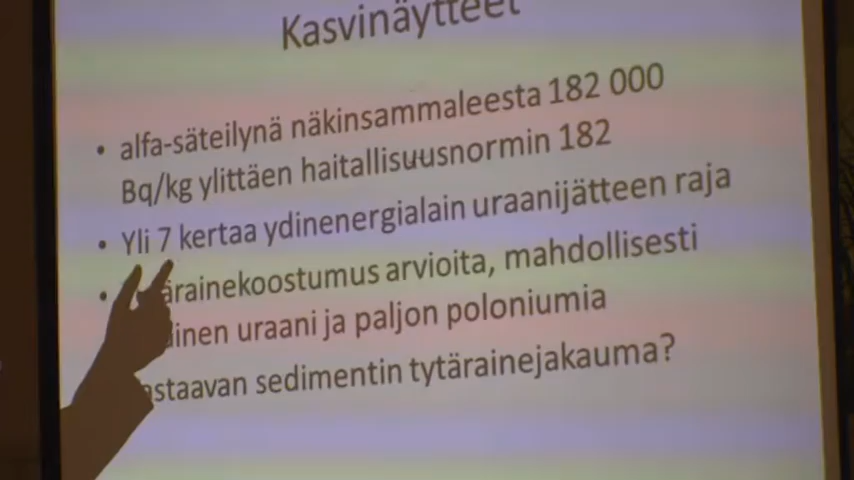 Kasvinäytteet
• alfa-säteilynä näkinsammaleesta 182 000
Bq/kg ylittäen haitallisuusnormin 182
• Yli 7 kertaa ydinenergialain uraanijätteen raja
• ärainekoostumus arvioita, mahdollisesti
inen uraani ja paljon poloniumia
staavan sedimentin tytärainejakauma?